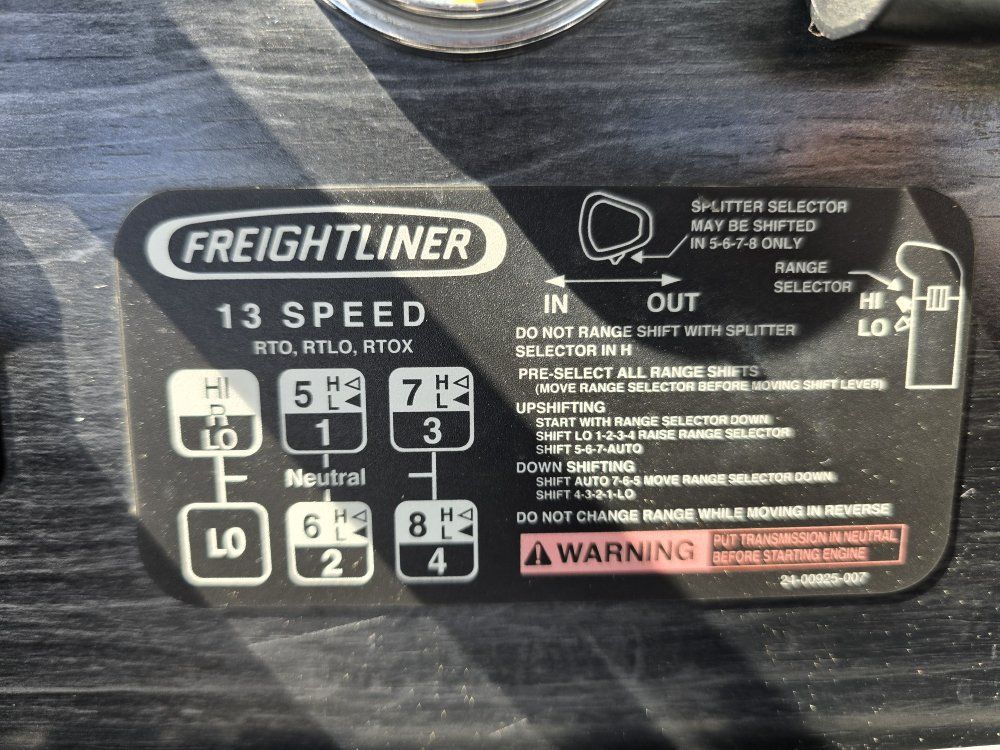 FREIGHTLINER
13 SPEED
RTO, RTLO, RTOX
HI
R
LO
5 H
L
1
7 H
L
3
Neutral
LO
6 H
L
2
8 H
L
4
SPLITTER SELECTOR
MAY BE SHIFTED
IN 5-6-7-8 ONLY
IN
OUT
RANGE
SELECTOR
HI
LO
DO NOT RANGE SHIFT WITH SPLITTER
SELECTOR IN H
PRE-SELECT ALL RANGE SHIFTS
(MOVE RANGE SELECTOR BEFORE MOVING SHIFT LEVER)
UPSHIFTING
START WITH RANGE SELECTOR DOWN
SHIFT LO 1-2-3-4 RAISE RANGE SELECTOR
SHIFT 5-6-7-AUTO
DOWN SHIFTING
SHIFT AUTO 7-6-5 MOVE RANGE SELECTOR DOWN
SHIFT 4-3-2-1-LO
DO NOT CHANGE RANGE WHILE MOVING IN REVERSE
WARNING
PUT TRANSMISSION IN NEUTRAL
BEFORE STARTING ENGINE
24-00925-007